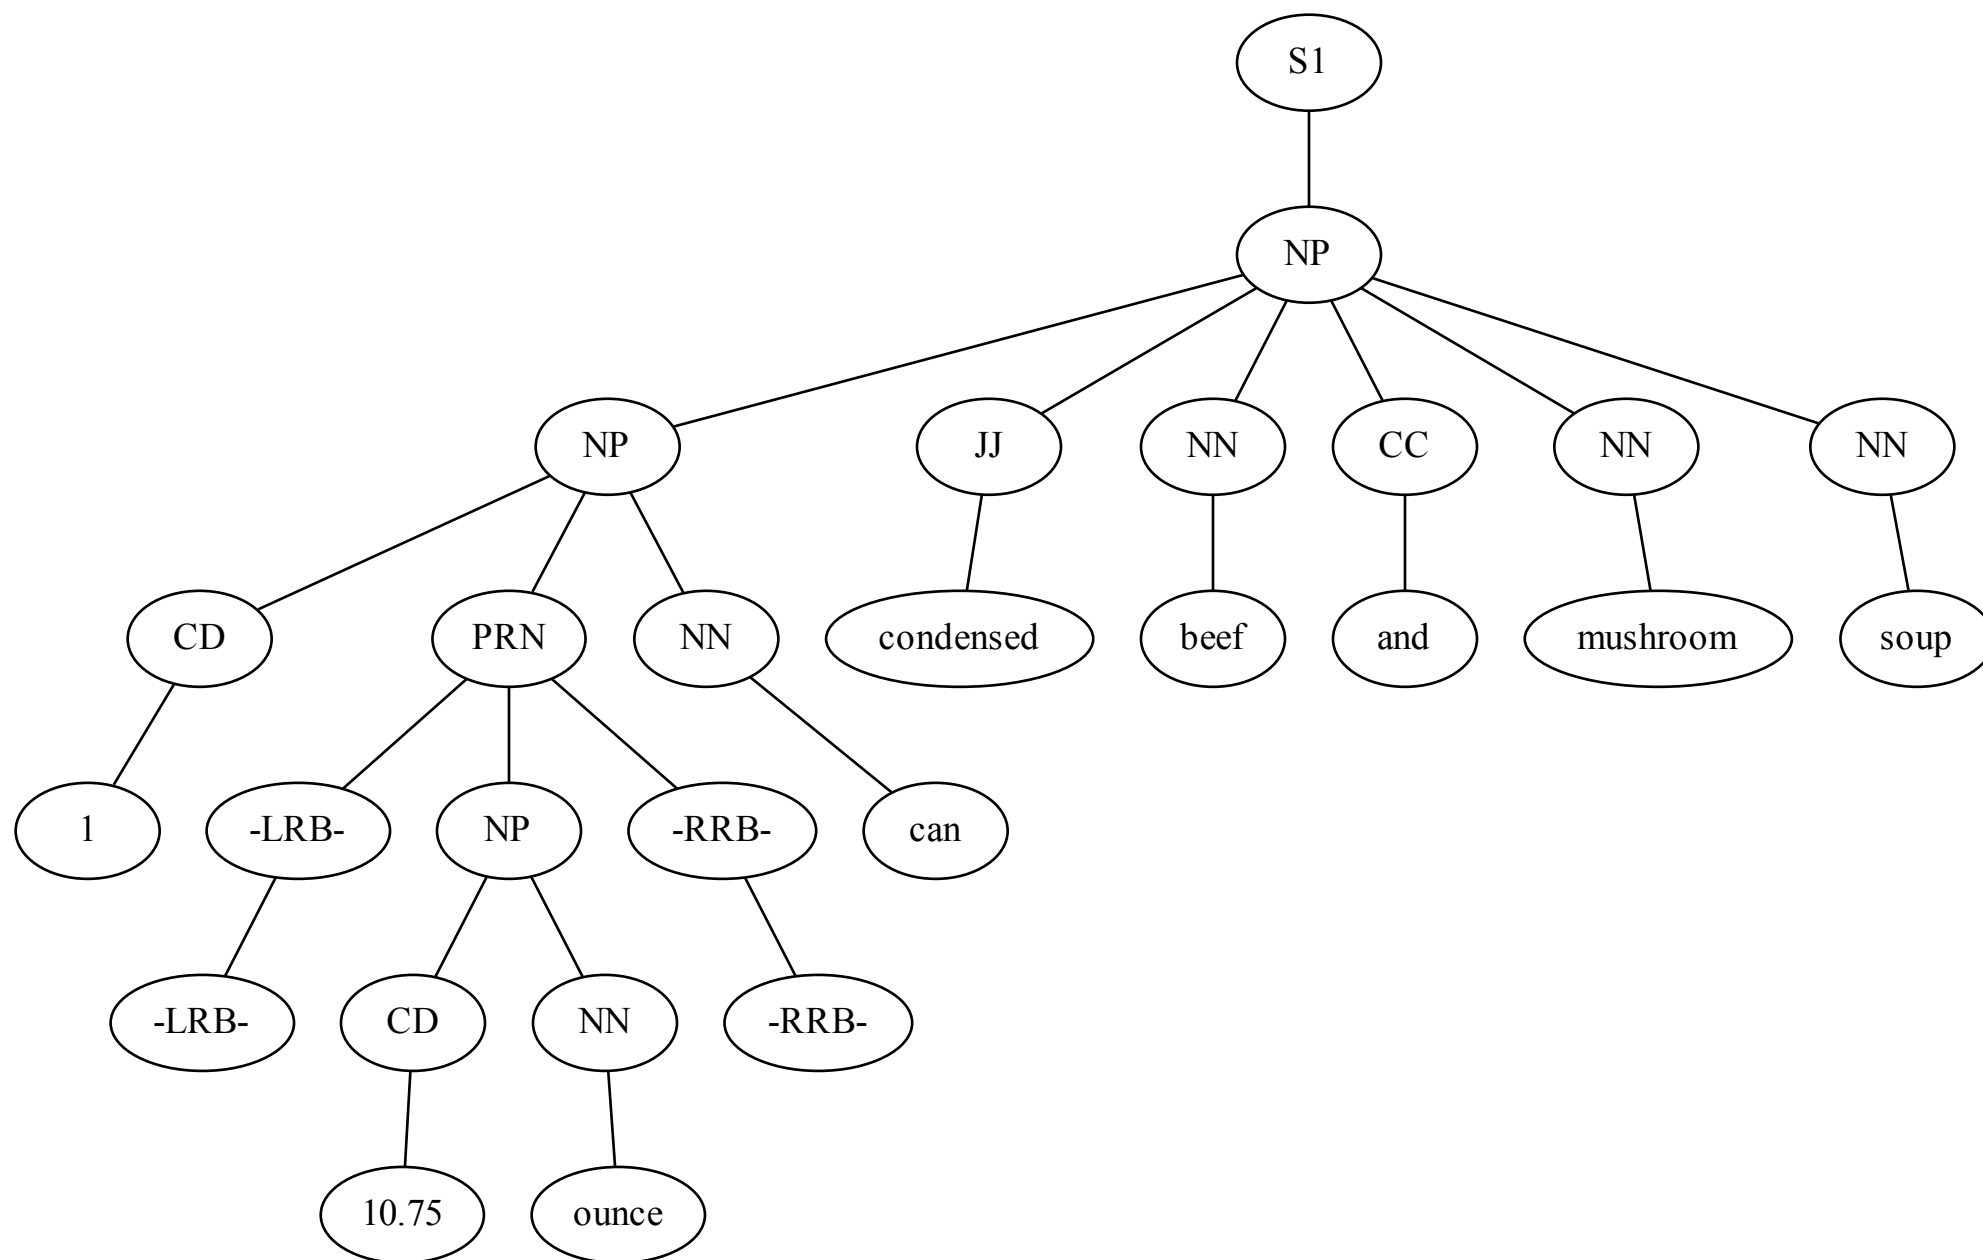 S1
NP
NP JJ NN CC NN NN
CD PRN NN condensed beef and mushroom soup
1 -LRB- NP -RRB- can
-LRB- CD NN -RRB-
10.75 ounce